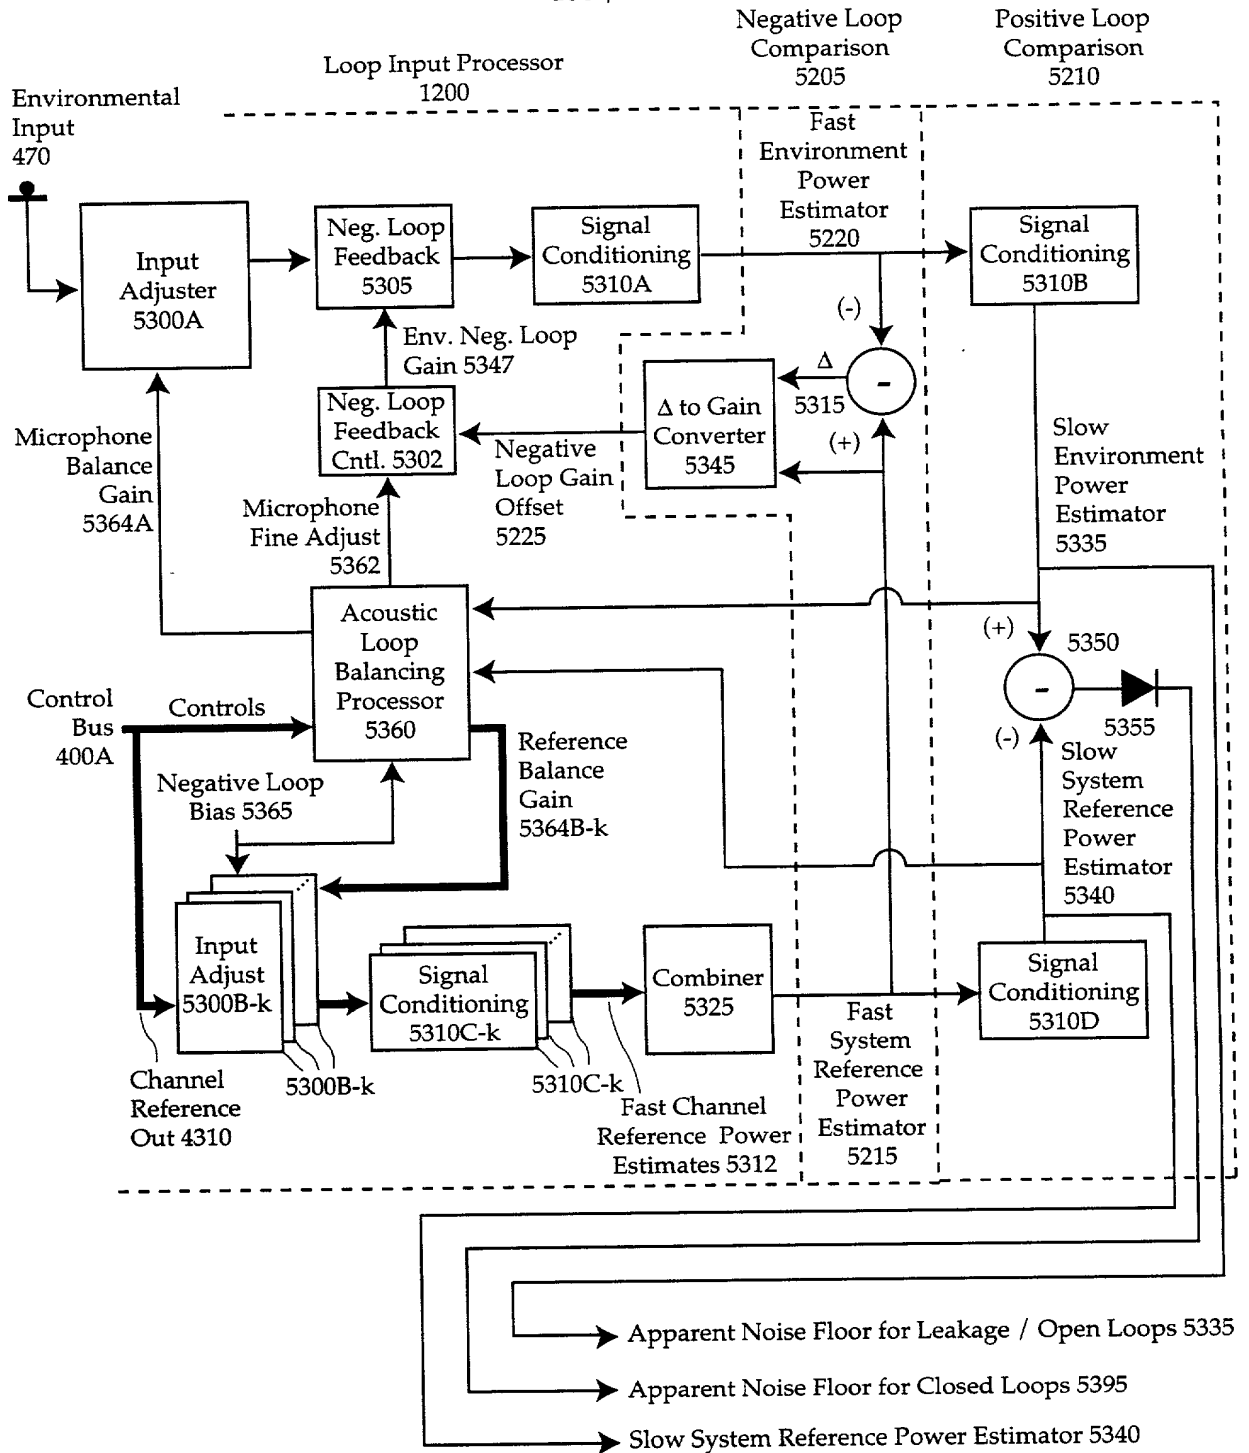 Negative Loop
Comparison
5205
Positive Loop
Comparison
5210
Loop Input Processor
1200
Environmental
Input
470
Fast
Environment
Power
Estimator
5220
Input
Adjuster
5300A
Neg. Loop
Feedback
5305
Signal
Conditioning
5310A
Signal
Conditioning
5310B
(-)
Env. Neg. Loop
Gain 5347
Δ
5315
-
Δ to Gain
Converter
5345
(+)
Neg. Loop
Feedback
Cntl. 5302
Microphone
Balance
Gain
5364A
Negative
Loop Gain
Offset
5225
Slow
Environment
Power
Estimator
5335
Microphone
Fine Adjust
5362
Acoustic
Loop
Balancing
Processor
5360
(+)
5350
-
5355
(-)
Control
Bus
400A
Controls
Negative Loop
Bias 5365
Reference
Balance
Gain
5364B-k
Slow
System
Reference
Power
Estimator
5340
Input
Adjust
5300B-k
Signal
Conditioning
5310C-k
Combiner
5325
Signal
Conditioning
5310D
Channel
Reference
Out 4310
5300B-k
5310C-k
Fast Channel
Reference Power
Estimates 5312
Fast
System
Reference
Power
Estimator
5215
Apparent Noise Floor for Leakage / Open Loops 5335
Apparent Noise Floor for Closed Loops 5395
Slow System Reference Power Estimator 5340